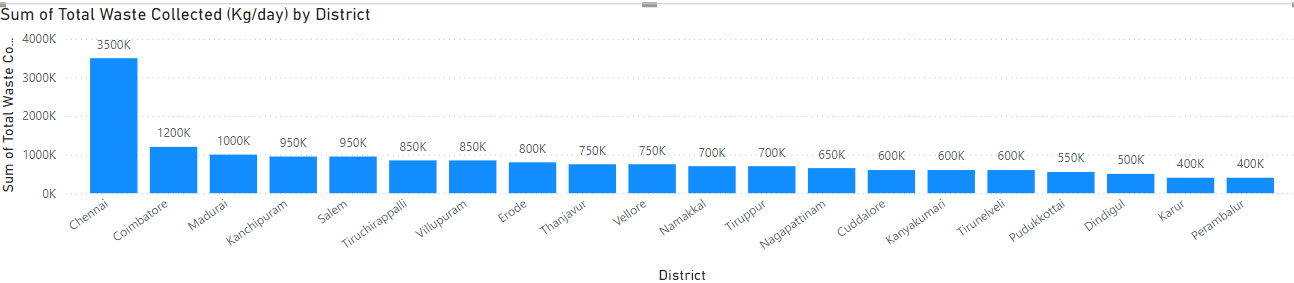 Sum of Total Waste Collected (Kg/day) by District
Sum of Total Waste Co...
4000K
3000K
2000K
1000K
0K
3500K
1200K
1000K
950K
950K
850K
850K
800K
750K
750K
700K
700K
650K
600K
600K
600K
550K
500K
400K
400K
Chennai
Coimbatore
Madurai
Kanchipuram
Salem
Tiruchirappalli
Villupuram
Erode
Thanjavur
Vellore
Namakkal
Tiruppur
Nagapattinam
Cuddalore
Kanyakumari
Tirunelveli
Pudukkottai
Dindigul
Karur
Perambalur
District